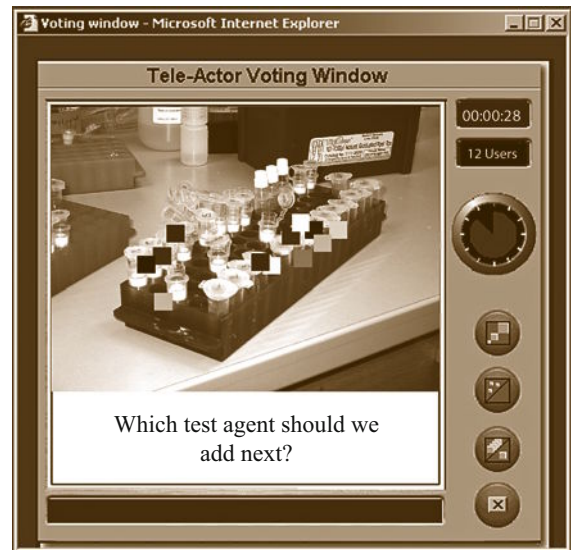 Voting window - Microsoft Internet Explorer
Tele-Actor Voting Window
00:00:28
12 Users
Which test agent should we
add next?